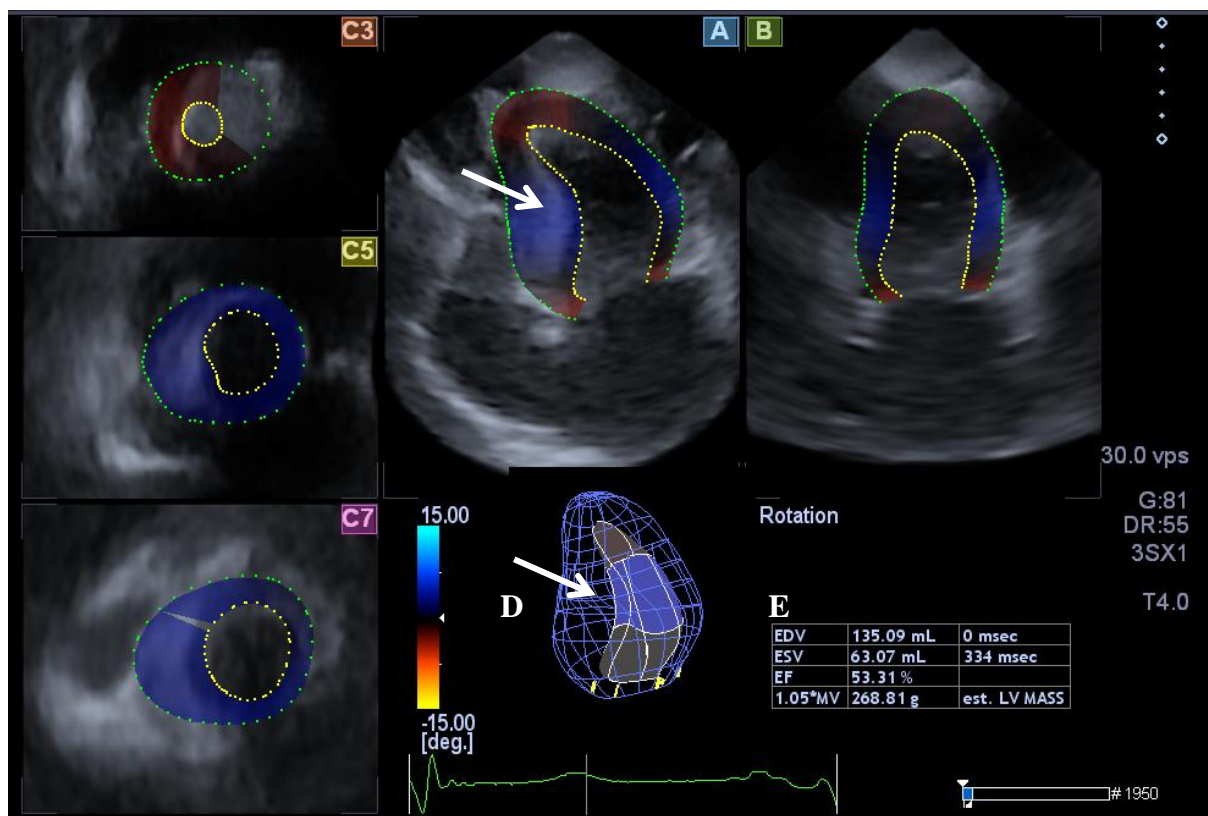 C3
A
B
C5
30.0 vps
G:81
DR:55
3SX1
T4.0
C7
15.00
-15.00
[deg.]
D
Rotation
E
EDV 135.09 mL 0 msec
ESV 63.07 mL 334 msec
EF 53.31 %
1.05*MV 268.81 g est. LV MASS
# 1950